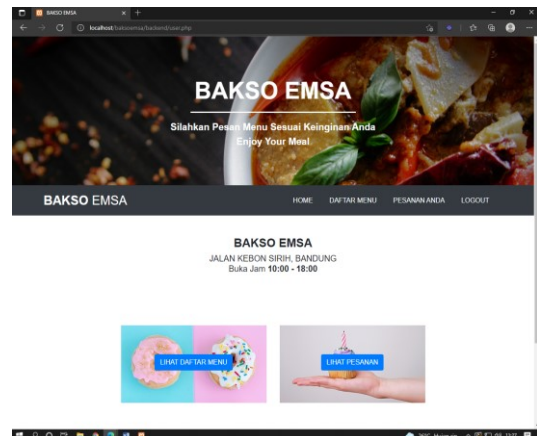 BAKSO EMSA
localhost/baksoemsa/backend/user.php
BAKSO EMSA
Silahkan Pesan Menu Sesuai Keinginan Anda
Enjoy Your Meal
BAKSO EMSA
HOME DAFTAR MENU PESANAN ANDA LOGOUT
BAKSO EMSA
JALAN KEBON SIRIH, BANDUNG
Buka Jam 10:00 - 18:00
LIHAT DAFTAR MENU
LIHAT PESANAN